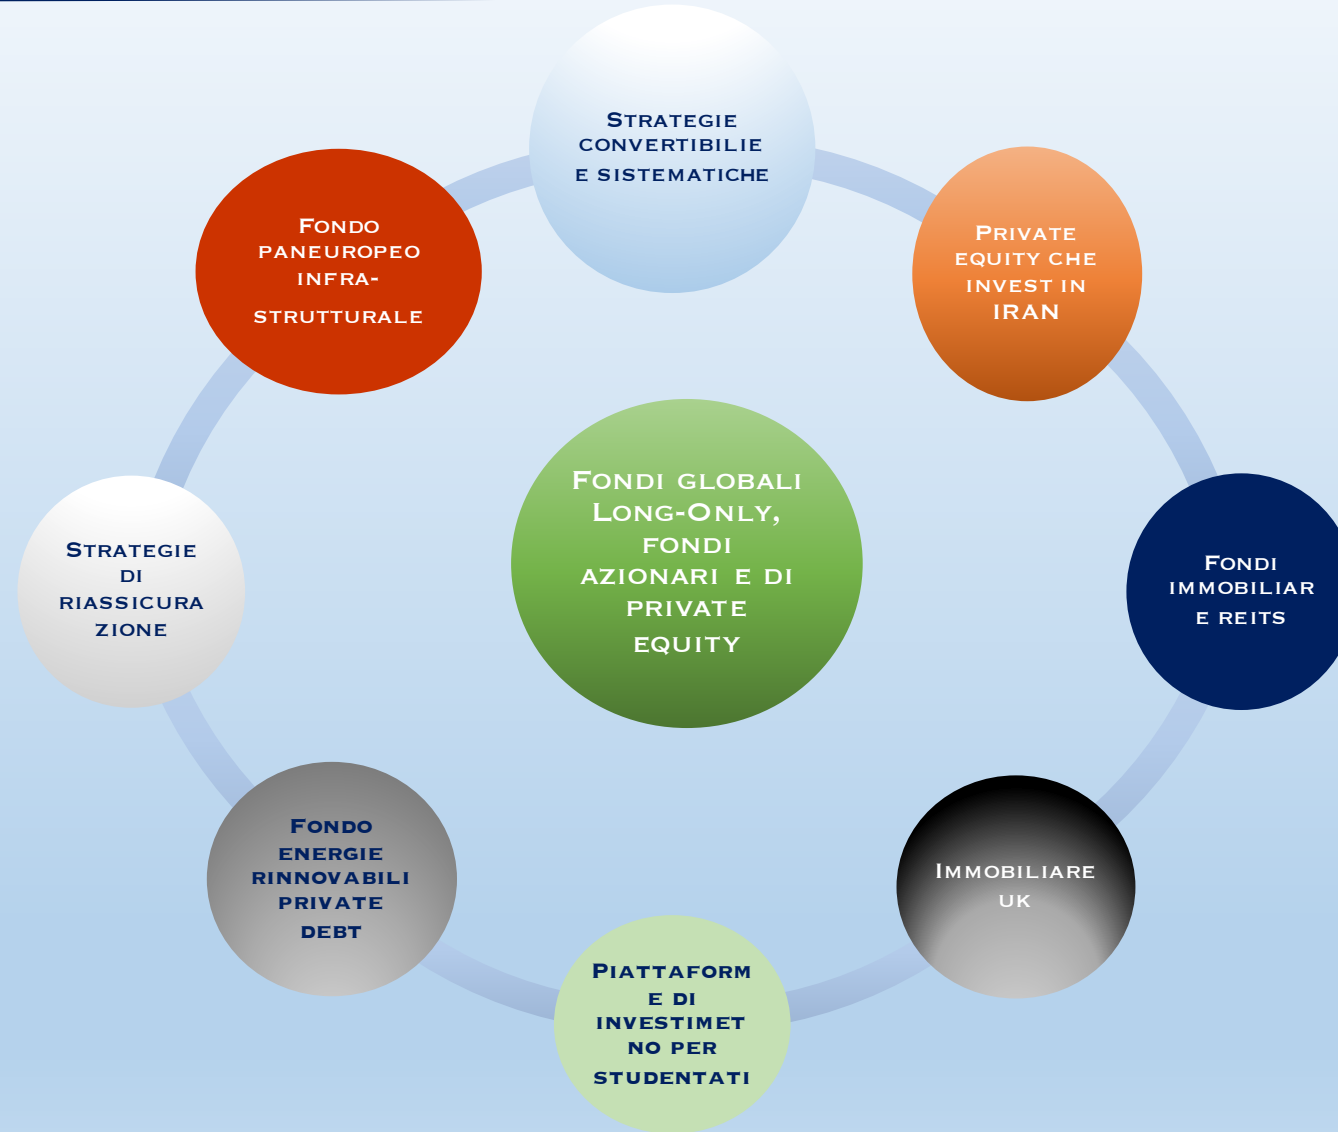 Strategie
convertibilie
e sistematiche
Fondo
paneuropeo
infra-
strutturale
Private
equity che
invest in
IRAN
Fondi globali
Long-Only,
fondi
azionari e di
private
equity
Strategie
di
riassicura
zione
Fondi
immobiliar
e reits
Fondo
energie
rinnovabili
private
debt
Immobiliare
uk
Piattaform
e di
investimet
no per
studentati